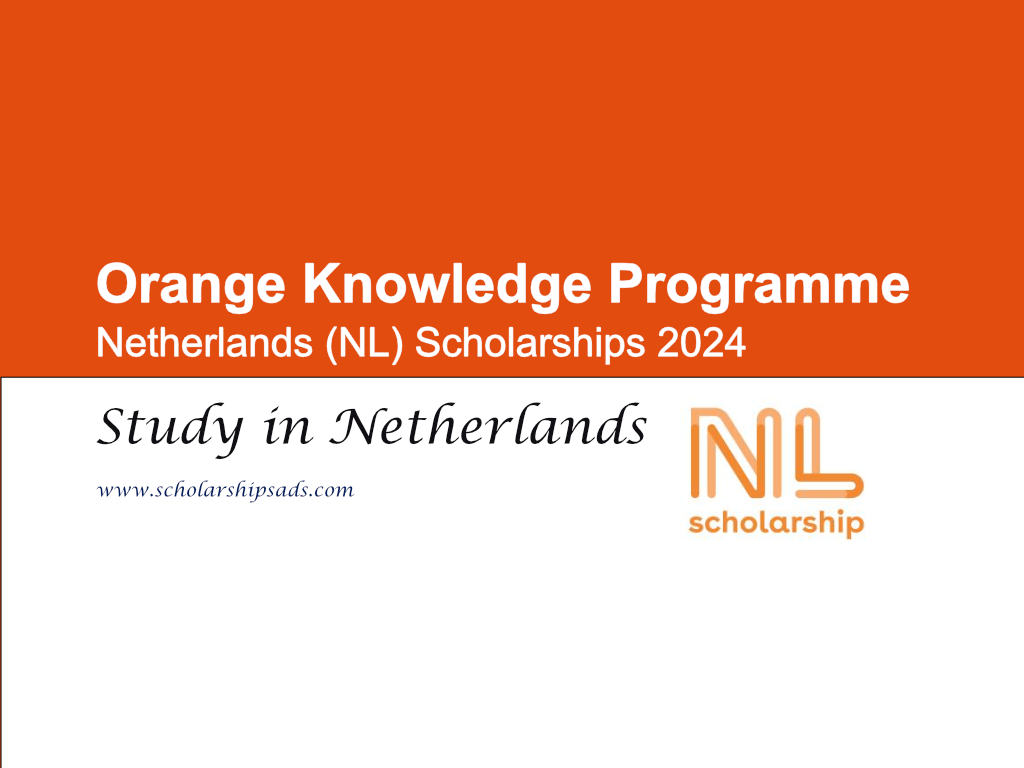 Orange Knowledge Programme
Netherlands (NL) Scholarships 2024
Study in Netherlands
www.scholarshipsads.com
NL
scholarship